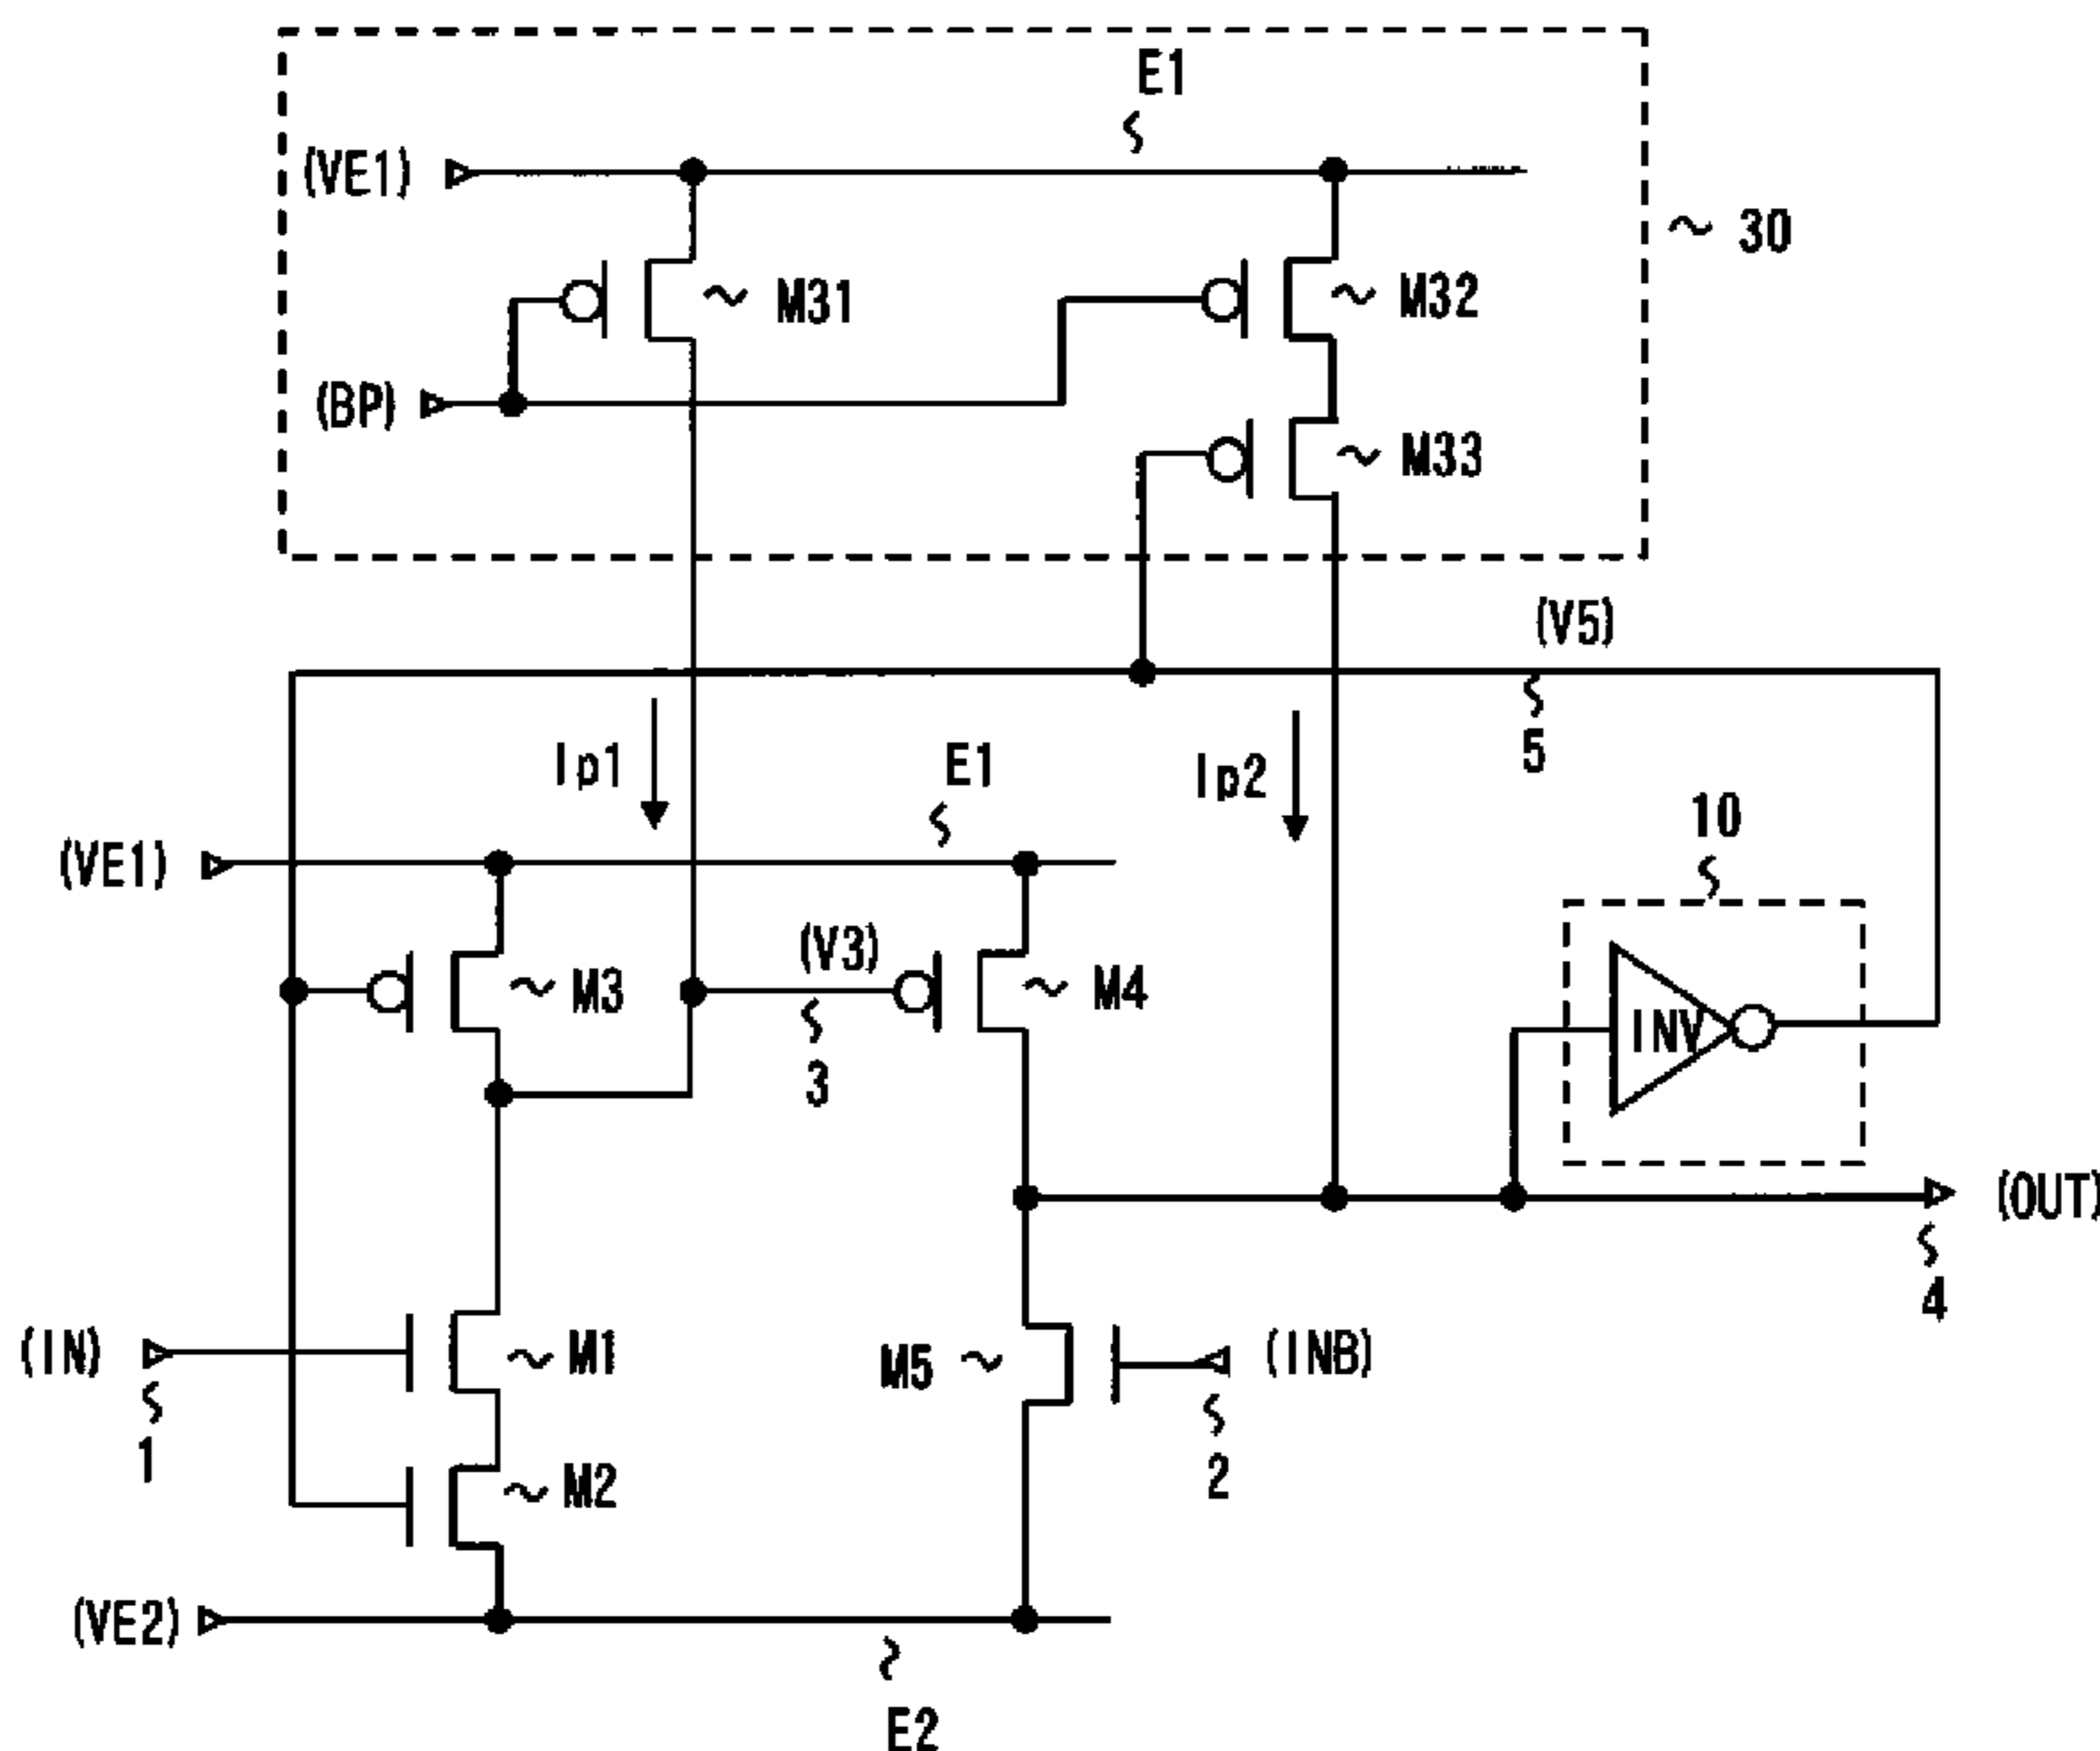 E1
(VE1)
~ 30
~ M31
~ M32
(BP)
~ M33
(V5)
5
Ip1
E1
Ip2
10
(VE1)
(V3)
~ M3
~ M4
INV
3
(OUT)
4
(IN)
~ M1
M5 ~
(INB)
1
2
~ M2
(VE2)
E2